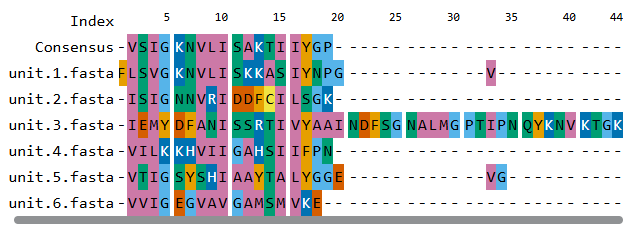 Index 5 10 15 20 25 30 35 40 44
Consensus -VSIGKNVLISAKTIIYGP-------------------------
unit.1.fasta FLSVGKNVLISKKASIYNPG------------V-----------
unit.2.fasta -ISIGNNVRIDDFCILSGK-------------------------
unit.3.fasta -IEMYDFANISSRTIVYAAINDFSGNALMGPTIPNQYKNVKTGK
unit.4.fasta -VILKKHVIIGAHSIIFPN-------------------------
unit.5.fasta -VTIGSYSHIAAYTALYGGE------------VG----------
unit.6.fasta -VVIGEGVAVGAMSMVKE--------------------------